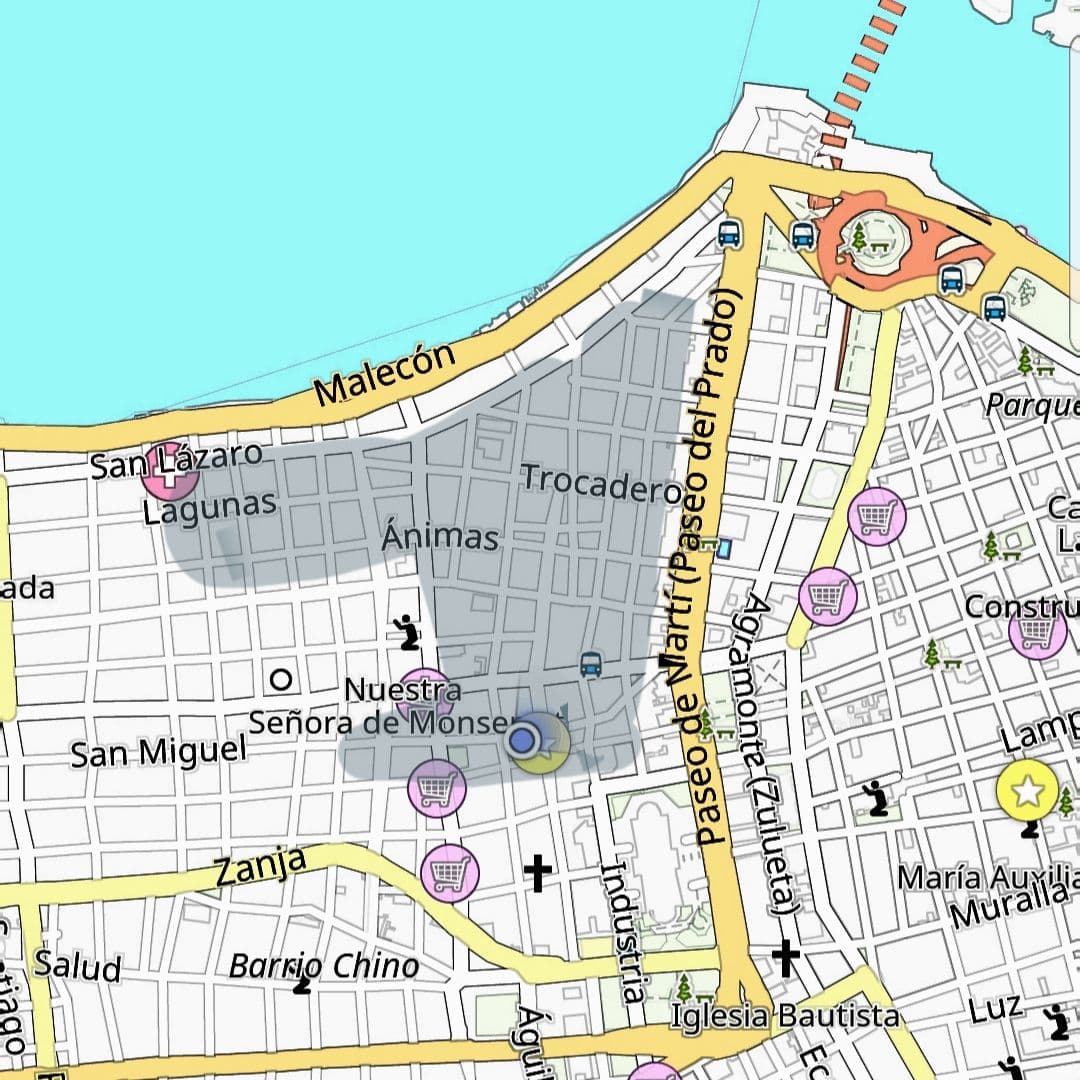 Malecón
San Lázaro
Lagunas
Trocadero
Ánimas
Paseo de Martí (Paseo del Prado)
Parque
Constru
Agramonte (Zulueta)
Nuestra
Señora de Monser
San Miguel
Lamp
Zanja
Industria
María Auxilia
Muralla
Salud
Barrio Chino
Iglesia Bautista
Luz